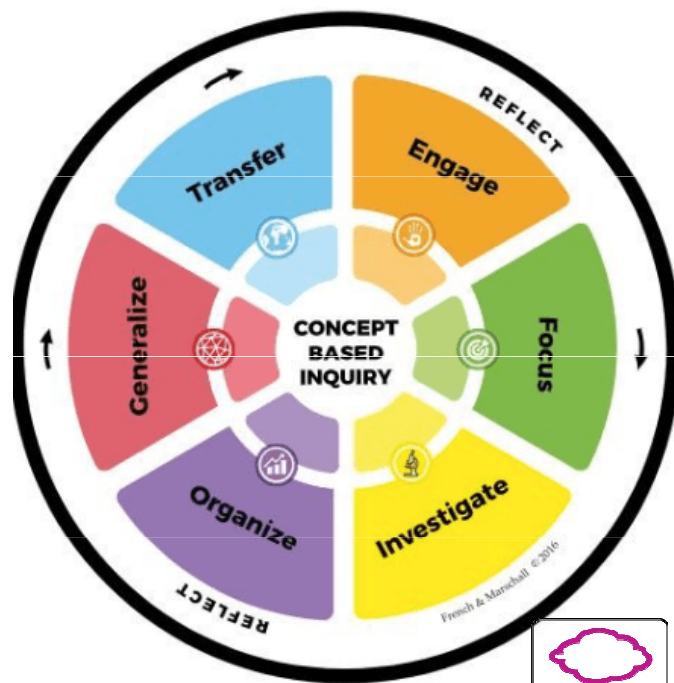 REFLECT
Transfer
Engage
Generalize
CONCEPT
BASED
INQUIRY
Focus
Organize
Investigate
REFLECT
French & Marschall ©2016